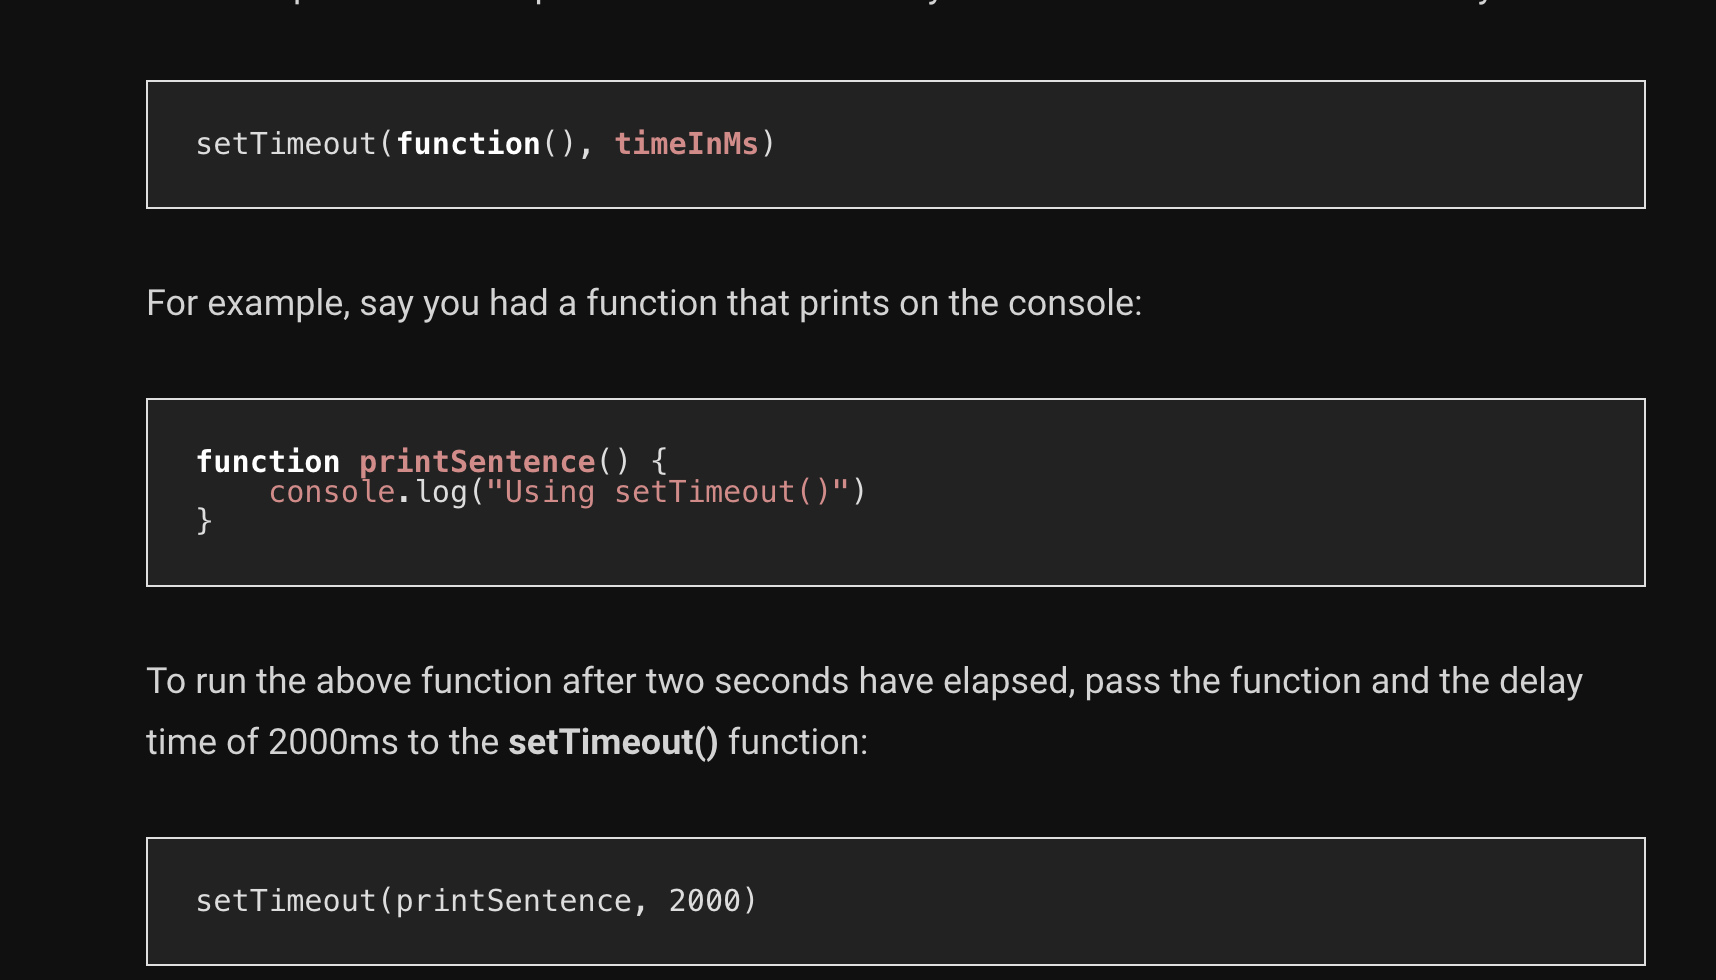 setTimeout(function(), timeInMs)
For example, say you had a function that prints on the console:
function printSentence() {
    console.log("Using setTimeout()")
}
To run the above function after two seconds have elapsed, pass the function and the delay
time of 2000ms to the setTimeout() function:
setTimeout(printSentence, 2000)